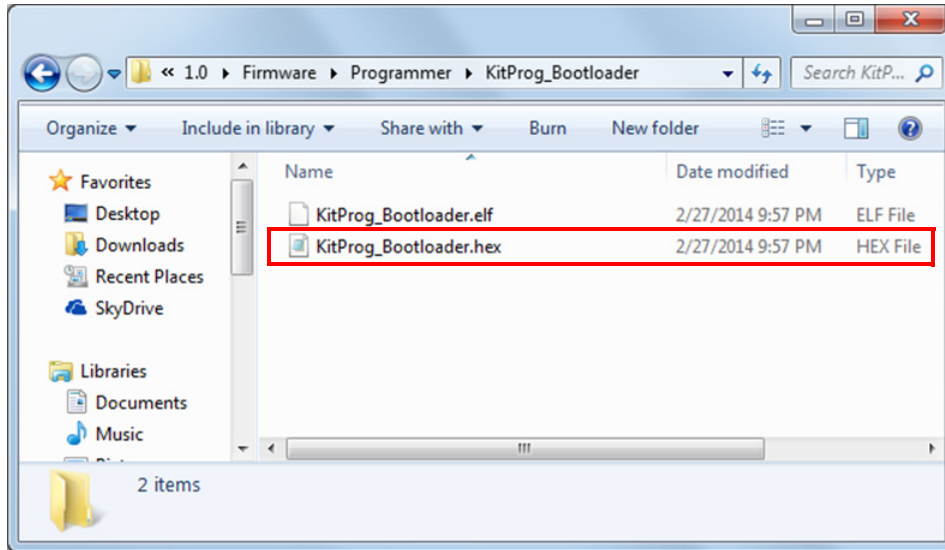 « 1.0 ▸ Firmware ▸ Programmer ▸ KitProg_Bootloader Search KitP...
Organize Include in library Share with Burn New folder
Name Date modified Type
Favorites
Desktop
Downloads
Recent Places
SkyDrive
Libraries
Documents
Music
KitProg_Bootloader.elf 2/27/2014 9:57 PM ELF File
KitProg_Bootloader.hex 2/27/2014 9:57 PM HEX File
2 items